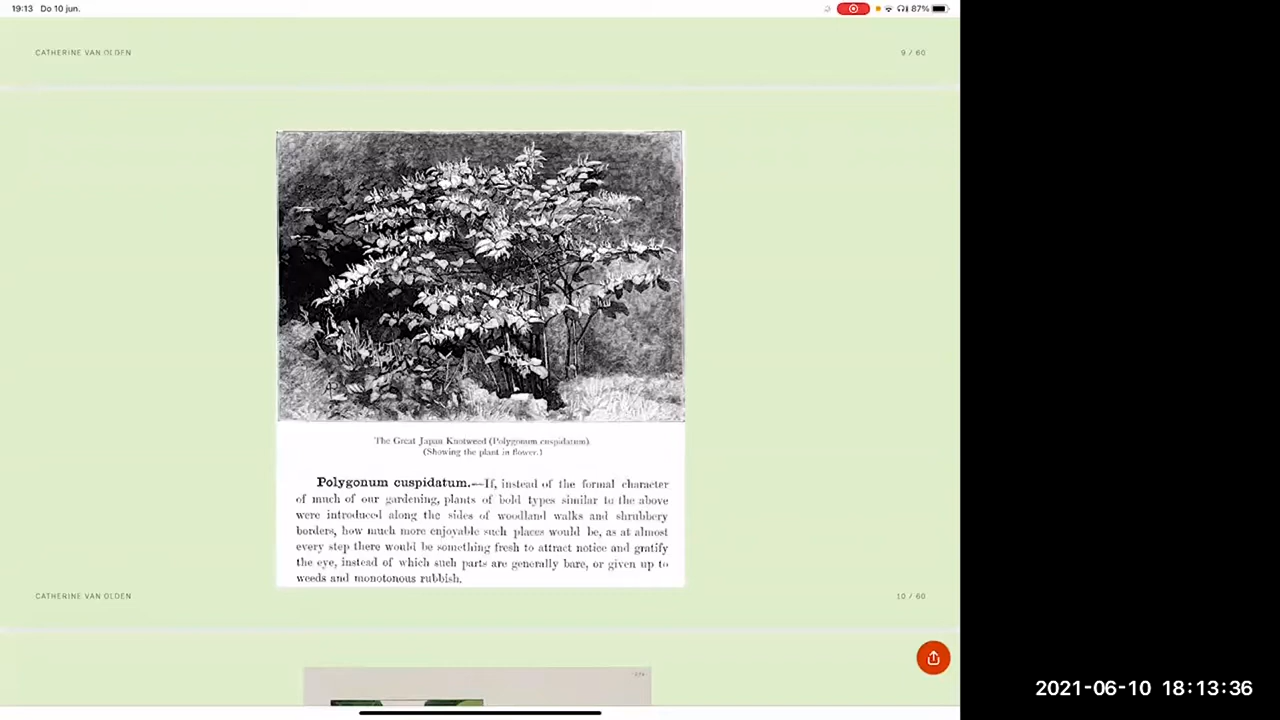 19:13 Do 10 jun.
87%
CATHERINE VAN OLDEN
9 / 60
The Great Japan Knotweed (Polygonum cuspidatum).
(Showing the plant in flower.)
Polygonum cuspidatum.—If, instead of the formal character
of much of our gardening, plants of bold types similar to the above
were introduced along the sides of woodland walks and shrubbery
borders, how much more enjoyable such places would be, as at almost
every step there would be something fresh to attract notice and gratify
the eye, instead of which such parts are generally bare, or given up to
weeds and monotonous rubbish.
CATHERINE VAN OLDEN
10 / 60
2021-06-10 18:13:36